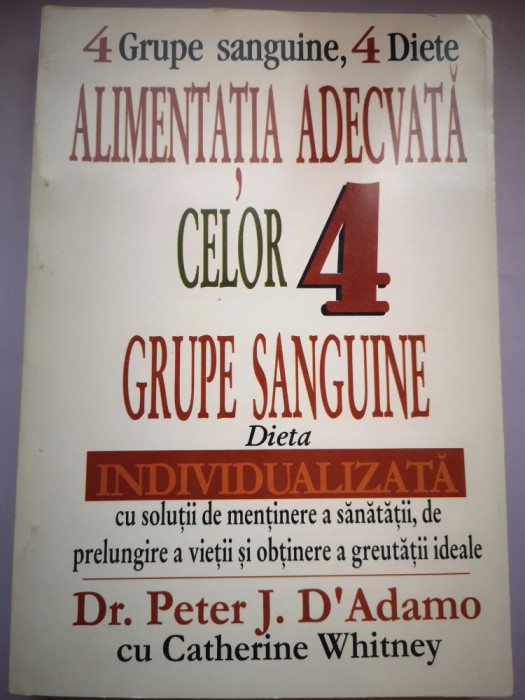 4 Grupe sanguine, 4 Diete
ALIMENTAȚIA ADECVATĂ
CELOR 4
GRUPE SANGUINE
Dieta
INDIVIDUALIZATĂ
cu soluții de menținere a sănătății, de
prelungire a vieții și obținere a greutății ideale
Dr. Peter J. D'Adamo
cu Catherine Whitney